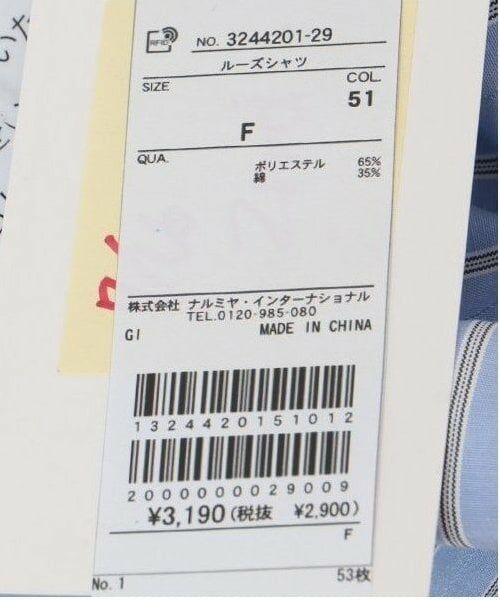 RFID
NO. 3244201-29
ルーズシャツ
SIZE
COL.
51
F
QUA.
ポリエステル 65%
綿 35%
株式会社 ナルミヤ・インターナショナル
TEL.0120-985-080
GI MADE IN CHINA
1324420151012
2000000029009
¥3,190(税抜 ¥2,900)
F
No. 1 53枚